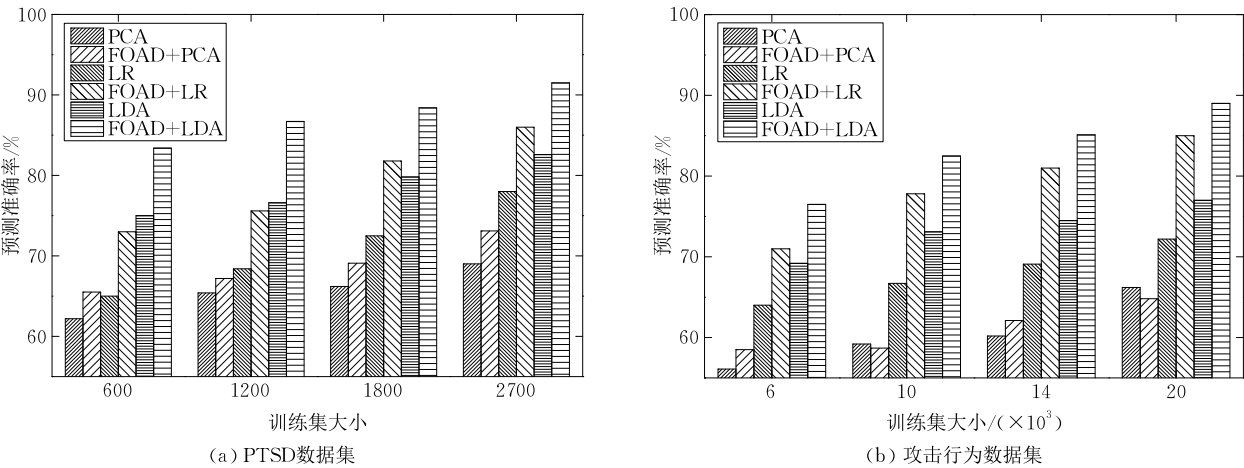 100
90
80
70
60
预测准确率/%
PCA
FOAD+PCA
LR
FOAD+LR
LDA
FOAD+LDA
600 1200 1800 2700
训练集大小
(a) PTSD数据集
100
90
80
70
60
预测准确率/%
PCA
FOAD+PCA
LR
FOAD+LR
LDA
FOAD+LDA
6 10 14 20
训练集大小/(×10³)
(b) 攻击行为数据集